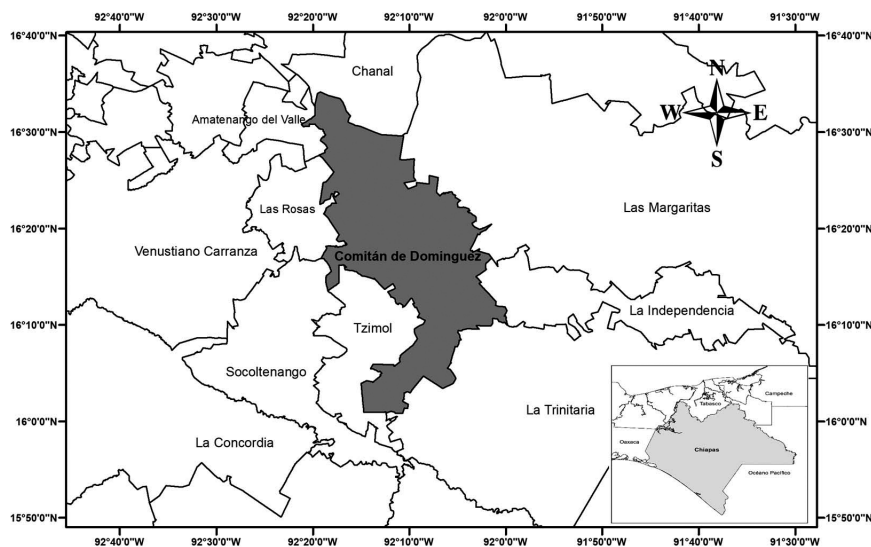 92°40'0"W 92°30'0"W 92°20'0"W 92°10'0"W 92°0'0"W 91°50'0"W 91°40'0"W 91°30'0"W
16°40'0"N 16°40'0"N
Chanal
N
W E
S
Amatenango del Valle
16°30'0"N 16°30'0"N
Las Rosas
Las Margaritas
16°20'0"N 16°20'0"N
Venustiano Carranza
Comitán de Domínguez
La Independencia
16°10'0"N 16°10'0"N
Tzimol
Socoltenango
La Trinitaria
16°0'0"N 16°0'0"N
La Concordia
Campeche
Tabasco
Oaxaca
Chiapas
Océano Pacífico
15°50'0"N 15°50'0"N
92°40'0"W 92°30'0"W 92°20'0"W 92°10'0"W 92°0'0"W 91°50'0"W 91°40'0"W 91°30'0"W